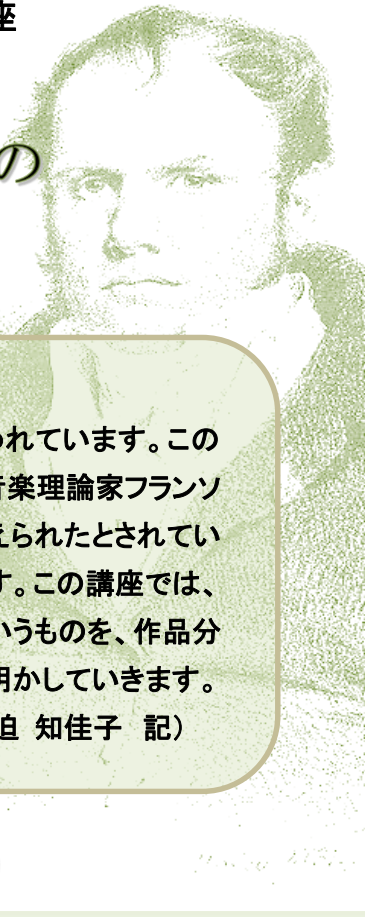 座
の
れています。この
音楽理論家フランソ
えられたとされてい
す。この講座では、
いうものを、作品分
明かしていきます。
迫 知佳子 記）